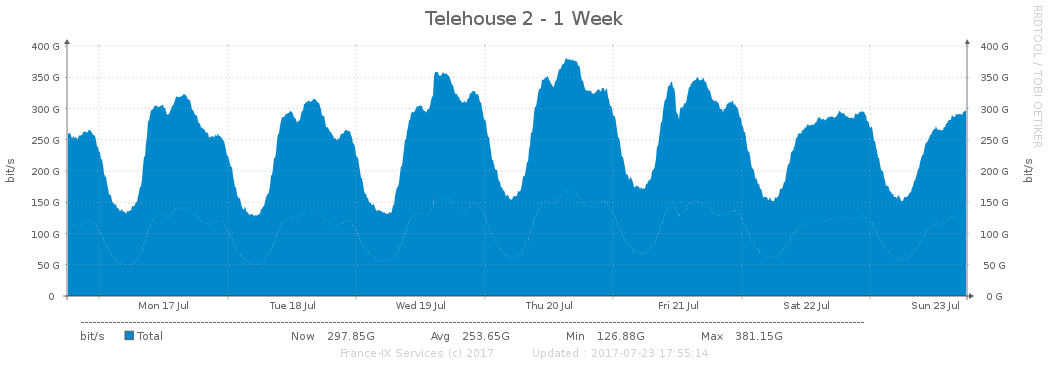 Telehouse 2 - 1 Week
RRDTOOL / TOBI OETIKER
400 G 400 G
350 G 350 G
300 G 300 G
250 G 250 G
200 G 200 G
150 G 150 G
100 G 100 G
50 G 50 G
0 0 G
bit/s bit/s
Mon 17 Jul Tue 18 Jul Wed 19 Jul Thu 20 Jul Fri 21 Jul Sat 22 Jul Sun 23 Jul
bit/s Total Now 297.85G Avg 253.65G Min 126.88G Max 381.15G
France-IX Services (c) 2017 Updated : 2017-07-23 17:55:14